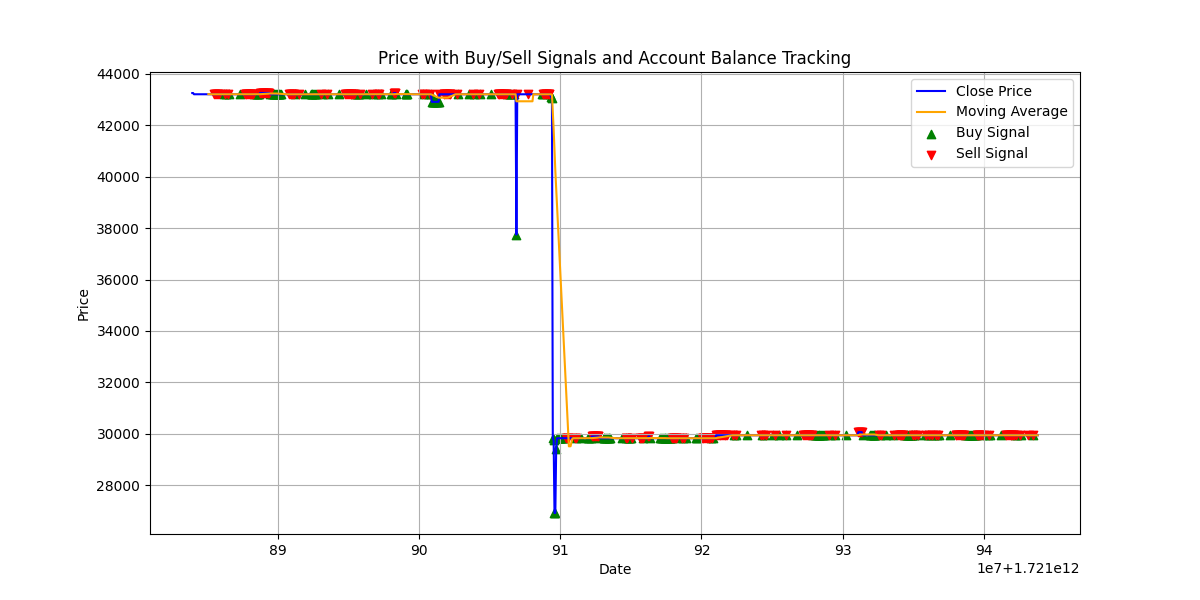 Price with Buy/Sell Signals and Account Balance Tracking
44000
42000
40000
38000
36000
34000
32000
30000
28000
Price
Close Price
Moving Average
Buy Signal
Sell Signal
89 90 91 92 93 94
1e7+1.721e12
Date